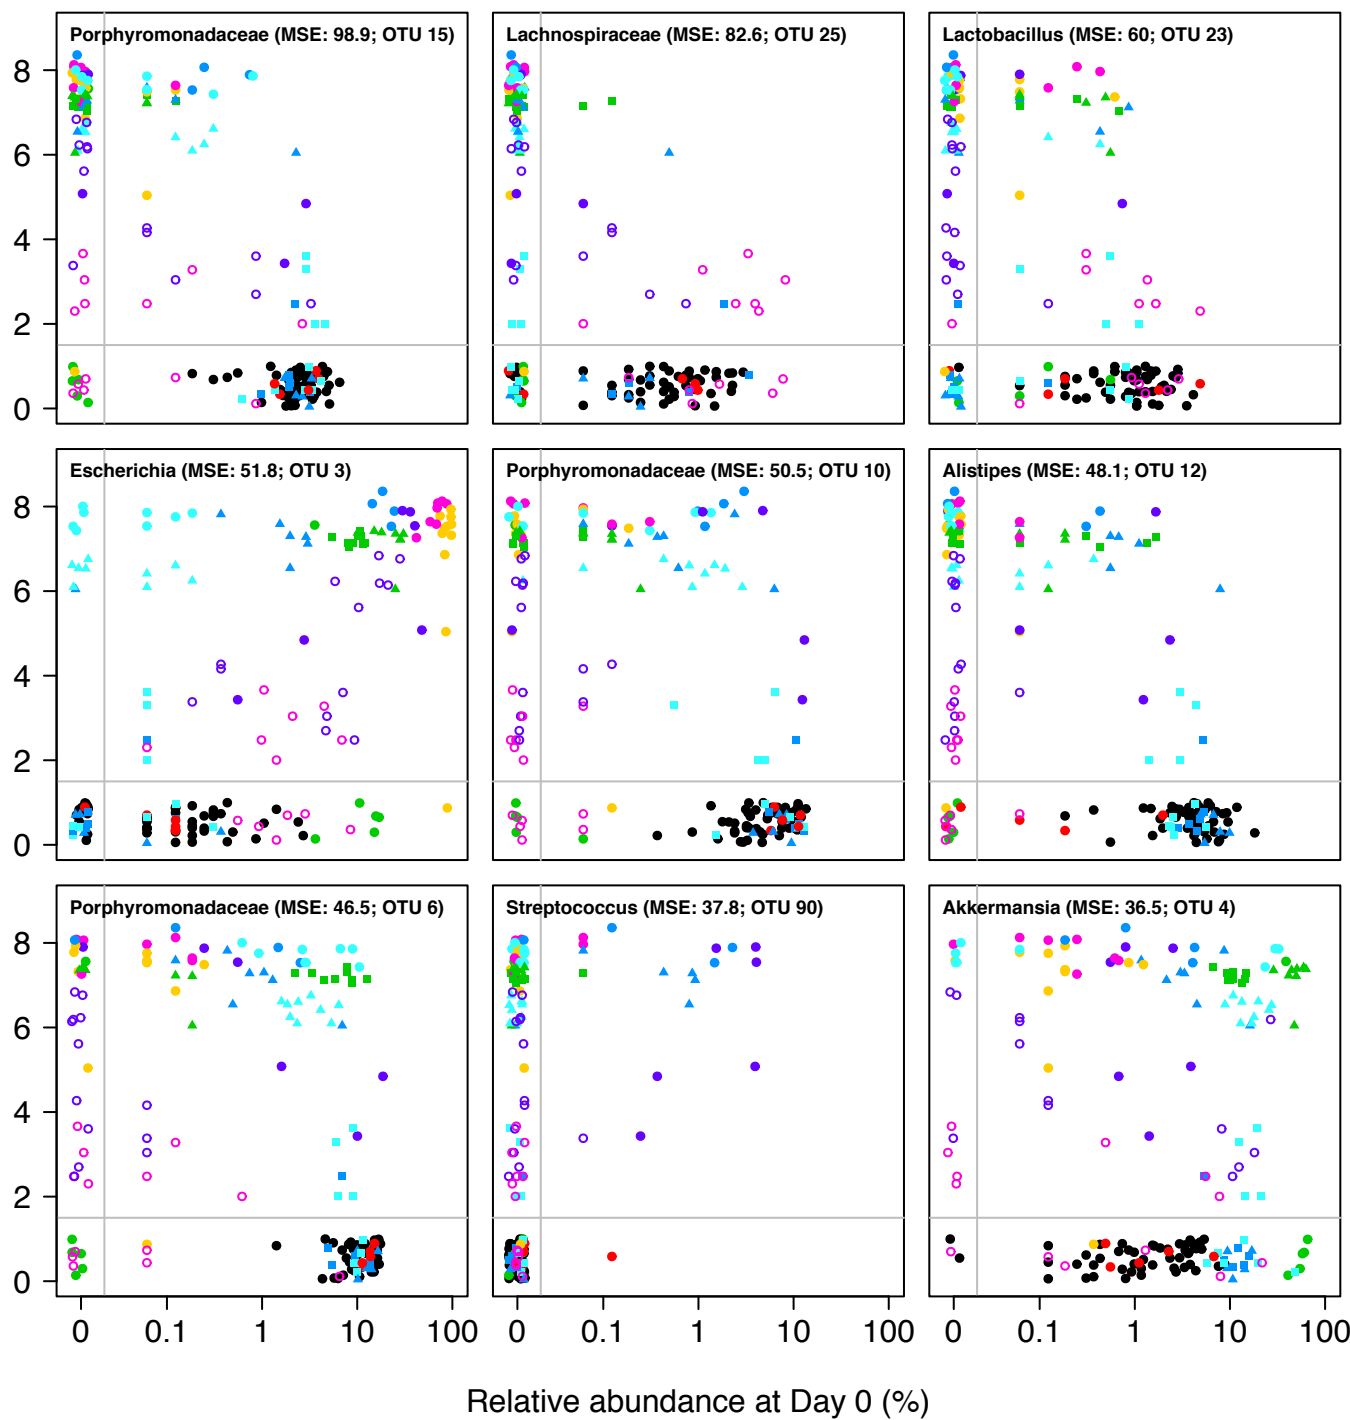 Porphyromonadaceae (MSE: 98.9; OTU 15)
Lachnospiraceae (MSE: 82.6; OTU 25)
Lactobacillus (MSE: 60; OTU 23)
8
6
4
2
0
Escherichia (MSE: 51.8; OTU 3)
Porphyromonadaceae (MSE: 50.5; OTU 10)
Alistipes (MSE: 48.1; OTU 12)
8
6
4
2
0
Porphyromonadaceae (MSE: 46.5; OTU 6)
Streptococcus (MSE: 37.8; OTU 90)
Akkermansia (MSE: 36.5; OTU 4)
8
6
4
2
0
0 0.1 1 10 100
0 0.1 1 10 100
0 0.1 1 10 100
Relative abundance at Day 0 (%)